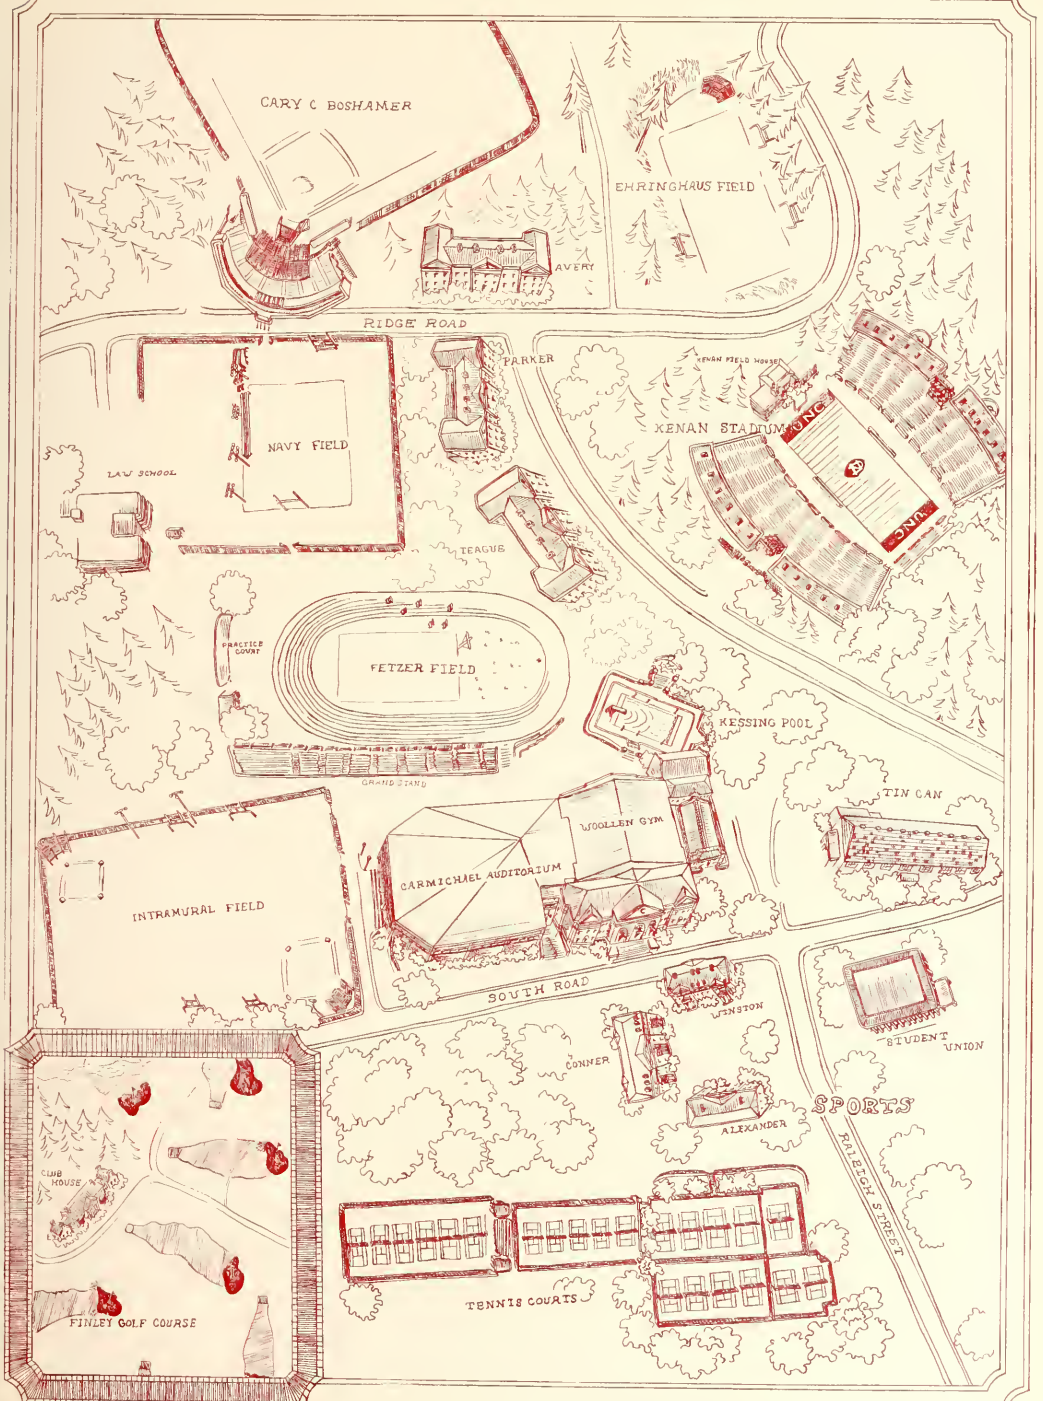 CARY C BOSHAMER
EHRINGHAUS FIELD
AVERY
RIDGE ROAD
PARKER
KENAN FIELD HOUSE
KENAN STADIUM
UNC
UNC
NAVY FIELD
LAW SCHOOL
TEAGUE
PRACTICE
COURT
FETZER FIELD
GRANDSTAND
KESSING POOL
TIN CAN
WOOLLEN GYM
CARMICHAEL AUDITORIUM
INTRAMURAL FIELD
SOUTH ROAD
WINSTON
STUDENT
UNION
CONNER
ALEXANDER
SPORTS
RALEIGH STREET
CLUB
HOUSE
TENNIS COURTS
FINLEY GOLF COURSE